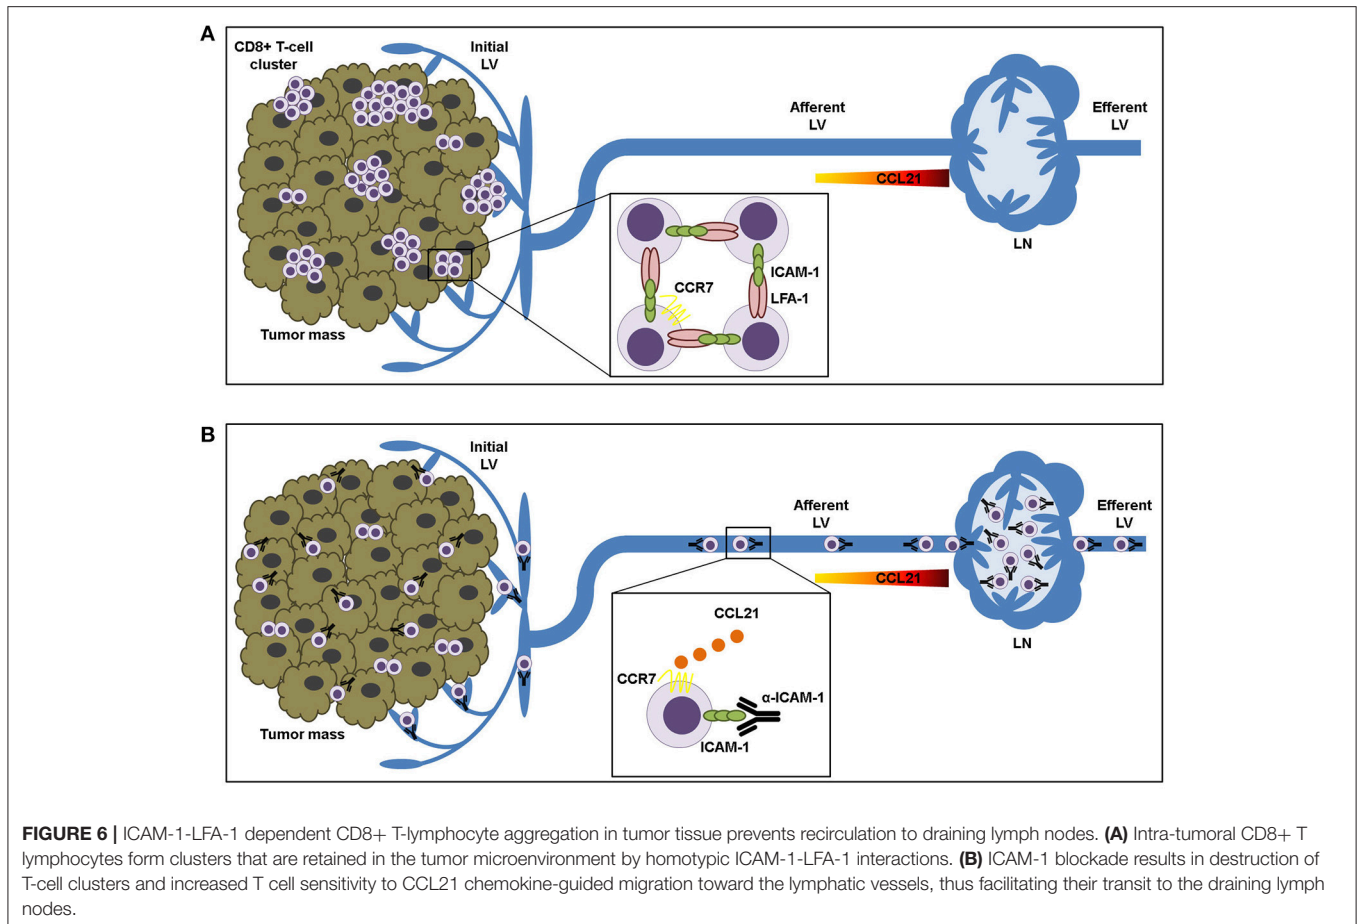 A
CD8+ T-cell
cluster
Initial
LV
Afferent
LV
Efferent
LV
CCL21
LN
ICAM-1
CCR7
LFA-1
Tumor mass
B
Initial
LV
Afferent
LV
Efferent
LV
CCL21
CCL21
LN
CCR7
α-ICAM-1
ICAM-1
Tumor mass
FIGURE 6 | ICAM-1-LFA-1 dependent CD8+ T-lymphocyte aggregation in tumor tissue prevents recirculation to draining lymph nodes. (A) Intra-tumoral CD8+ T
lymphocytes form clusters that are retained in the tumor microenvironment by homotypic ICAM-1-LFA-1 interactions. (B) ICAM-1 blockade results in destruction of
T-cell clusters and increased T cell sensitivity to CCL21 chemokine-guided migration toward the lymphatic vessels, thus facilitating their transit to the draining lymph
nodes.